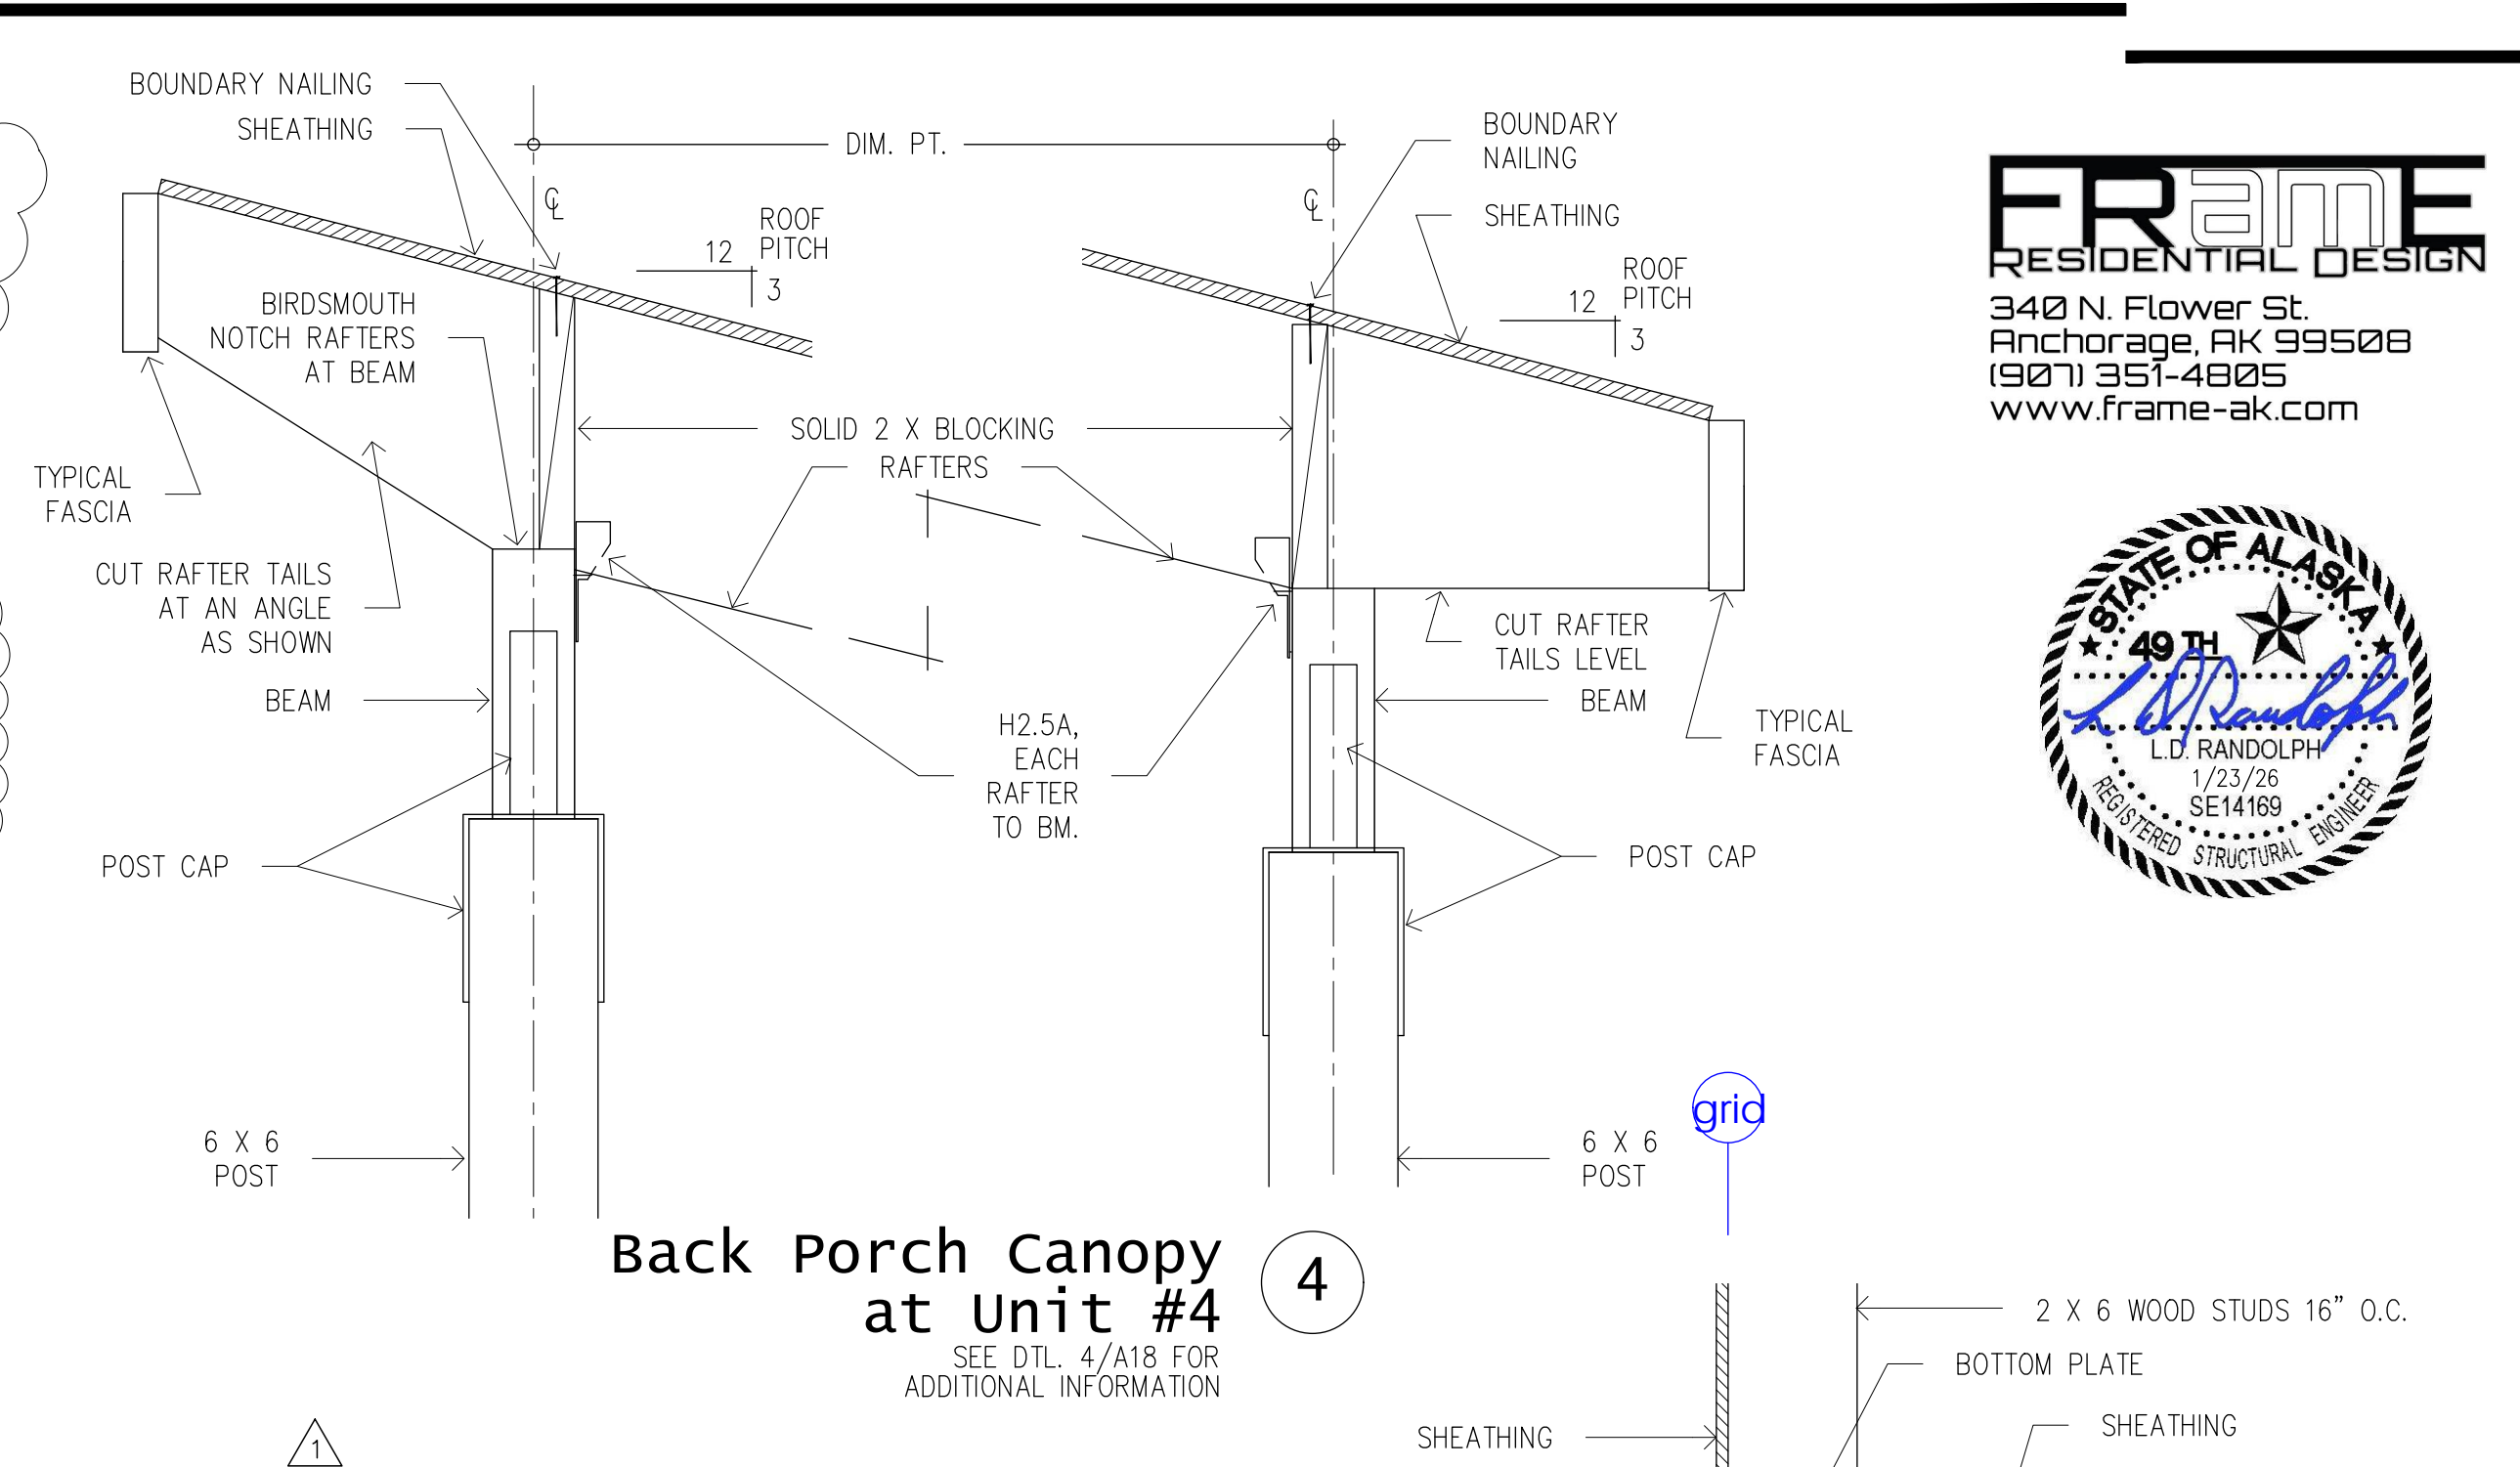 BOUNDARY NAILING
SHEATHING
DIM. PT.
BOUNDARY
NAILING
SHEATHING
℄
℄
12
ROOF
PITCH
3
12
ROOF
PITCH
3
BIRDSMOUTH
NOTCH RAFTERS
AT BEAM
SOLID 2 X BLOCKING
RAFTERS
TYPICAL
FASCIA
CUT RAFTER TAILS
AT AN ANGLE
AS SHOWN
BEAM
H2.5A,
EACH
RAFTER
TO BM.
CUT RAFTER
TAILS LEVEL
BEAM
TYPICAL
FASCIA
POST CAP
POST CAP
6 X 6
POST
6 X 6
POST
grid
Back Porch Canopy
at Unit #4
4
SEE DTL. 4/A18 FOR
ADDITIONAL INFORMATION
1
2 X 6 WOOD STUDS 16" O.C.
BOTTOM PLATE
SHEATHING
SHEATHING
FRamE
RESIDENTIAL DESIGN
340 N. Flower St.
Anchorage, AK 99508
(907) 351-4805
www.frame-ak.com
STATE OF ALASKA
49 TH
L D Randolph
L.D. RANDOLPH
1/23/26
SE14169
REGISTERED STRUCTURAL ENGINEER